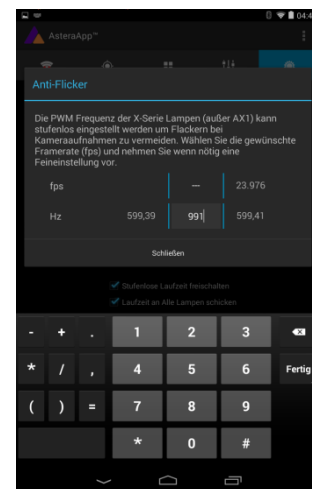 04:4
AsteraApp™
Anti-Flicker
Die PWM Frequenz der X-Serie Lampen (außer AX1) kann
stufenlos eingestellt werden um Flackern bei
Kameraaufnahmen zu vermeiden. Wählen Sie die gewünschte
Framerate (fps) und nehmen Sie wenn nötig eine
Feineinstellung vor.
fps --- 23.976
Hz 599,39 991 599,41
Schließen
Stufenlose Laufzeit freischalten
Laufzeit an Alle Lampen schicken
- + . 1 2 3
* / , 4 5 6 Fertig
( ) = 7 8 9
* 0 #